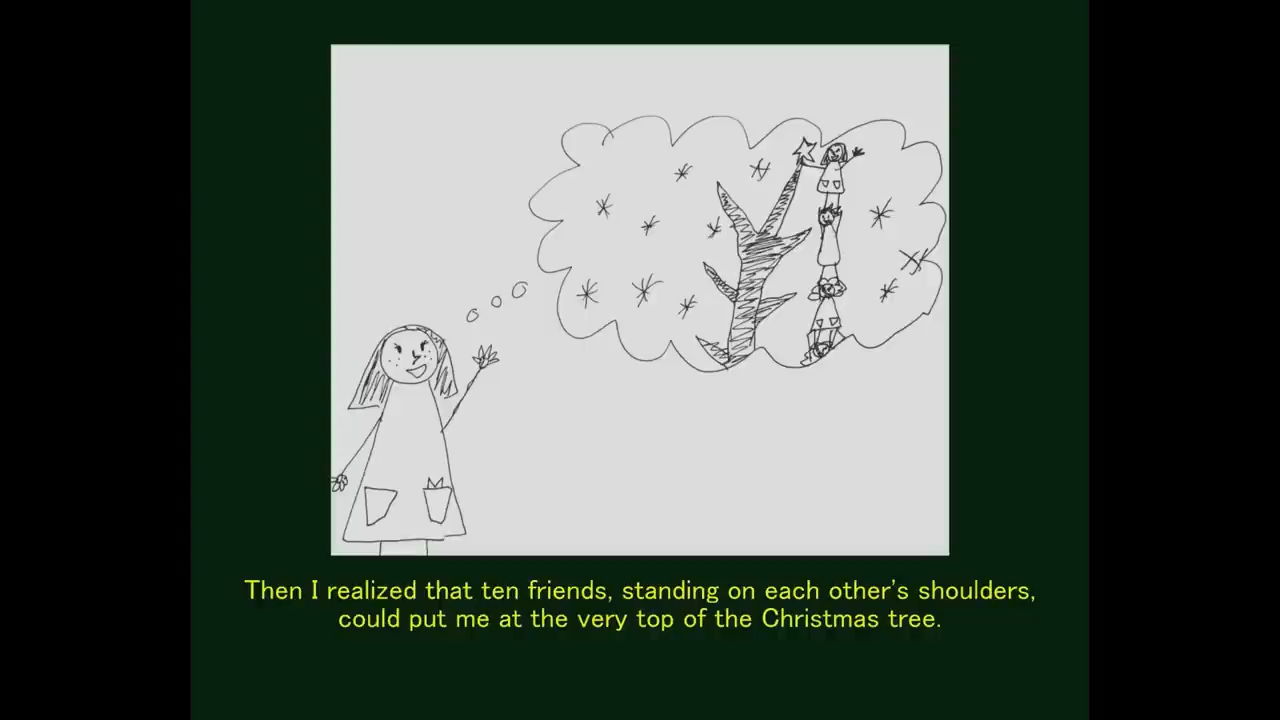 Then I realized that ten friends, standing on each other's shoulders,
could put me at the very top of the Christmas tree.